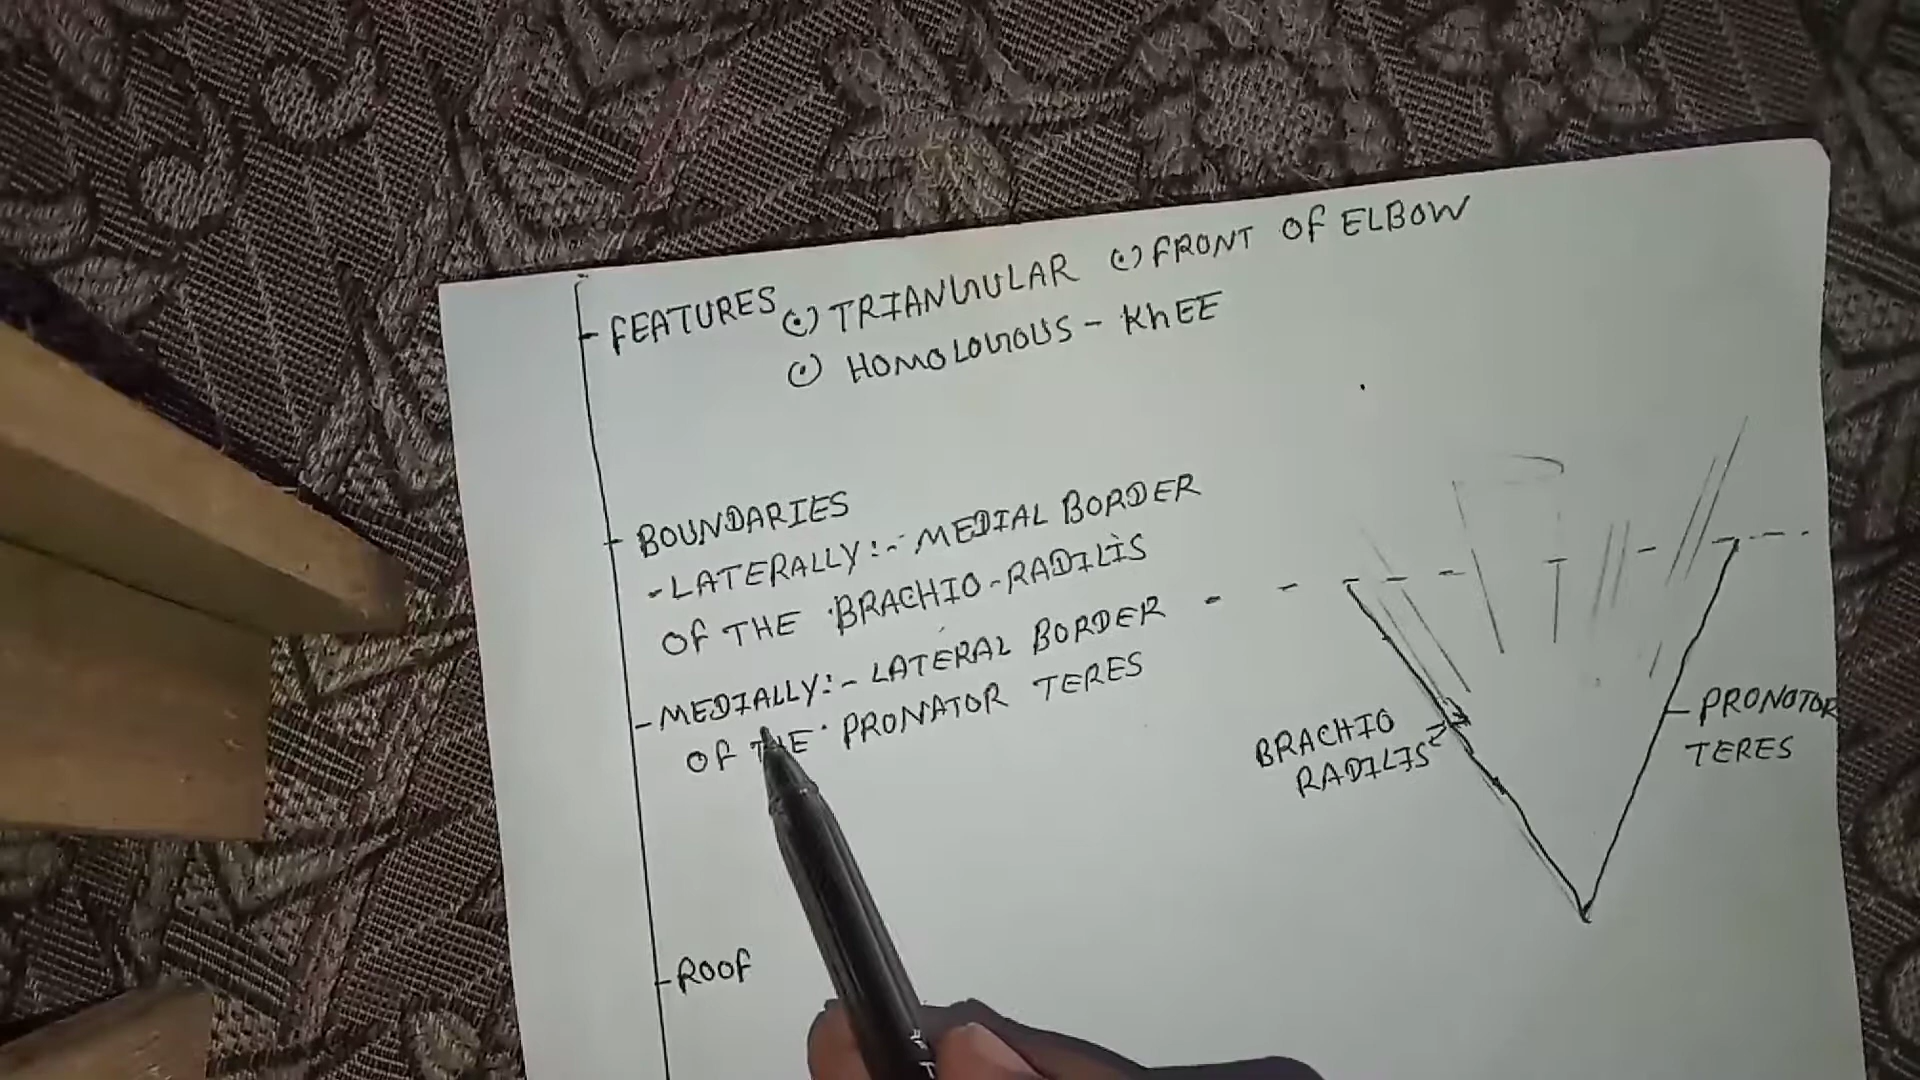 FEATURES (•) TRIANGULAR (•) FRONT OF ELBOW
(•) HOMOLOGOUS - KNEE
BOUNDARIES
- LATERALLY :- MEDIAL BORDER
OF THE BRACHIO-RADILIS
- MEDIALLY :- LATERAL BORDER
OF THE PRONATOR TERES
BRACHIO
RADILIS
PRONOTOR
TERES
- ROOF